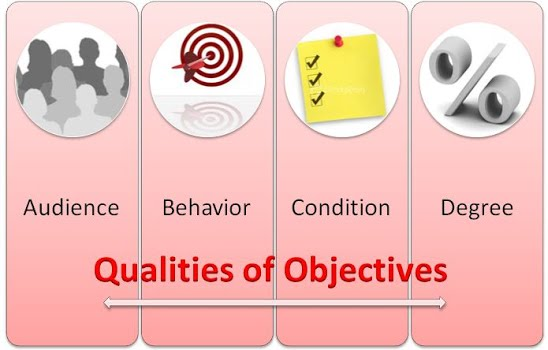 Audience Behavior Condition Degree
Qualities of Objectives